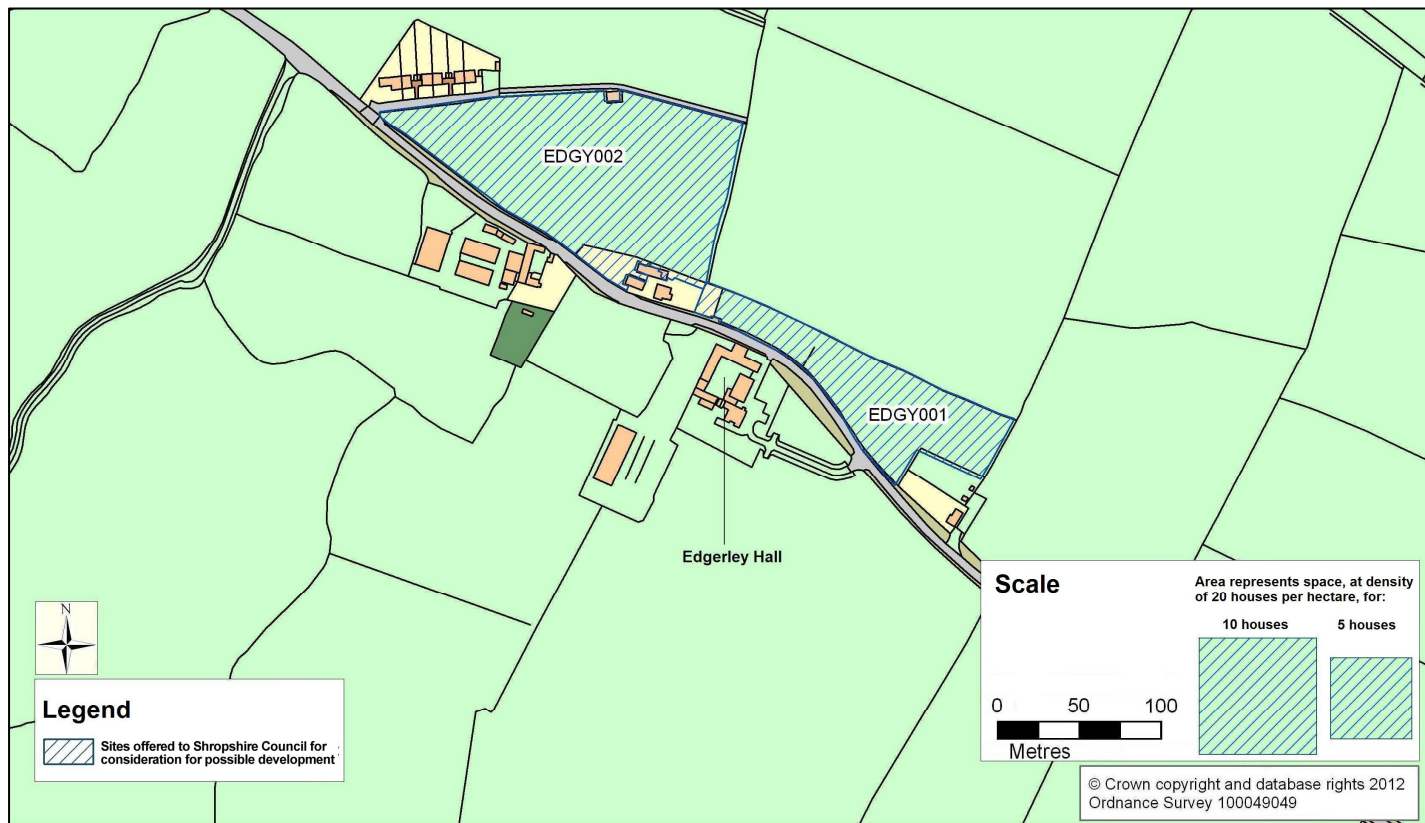 EDGY002
EDGY001
Edgerley Hall
N
Legend
Sites offered to Shropshire Council for
consideration for possible development
Scale
Area represents space, at density
of 20 houses per hectare, for:
10 houses
5 houses
0 50 100
Metres
© Crown copyright and database rights 2012
Ordnance Survey 100049049